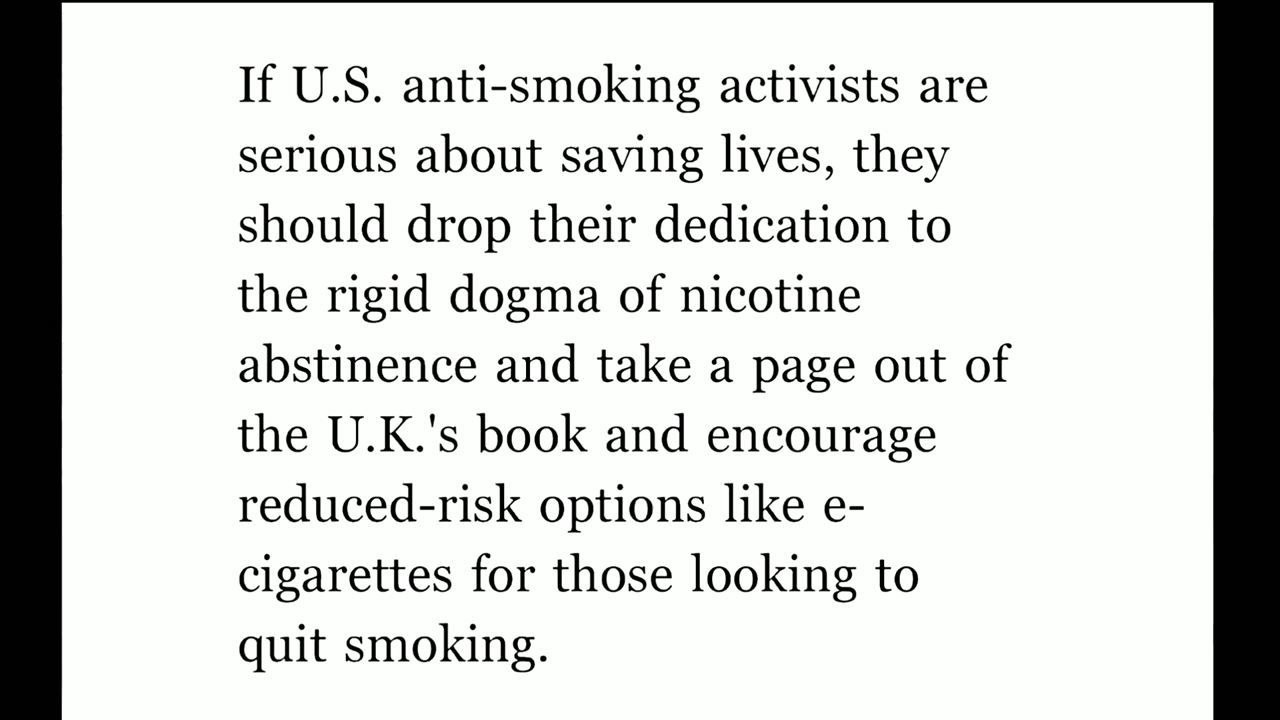 If U.S. anti-smoking activists are
serious about saving lives, they
should drop their dedication to
the rigid dogma of nicotine
abstinence and take a page out of
the U.K.'s book and encourage
reduced-risk options like e-
cigarettes for those looking to
quit smoking.